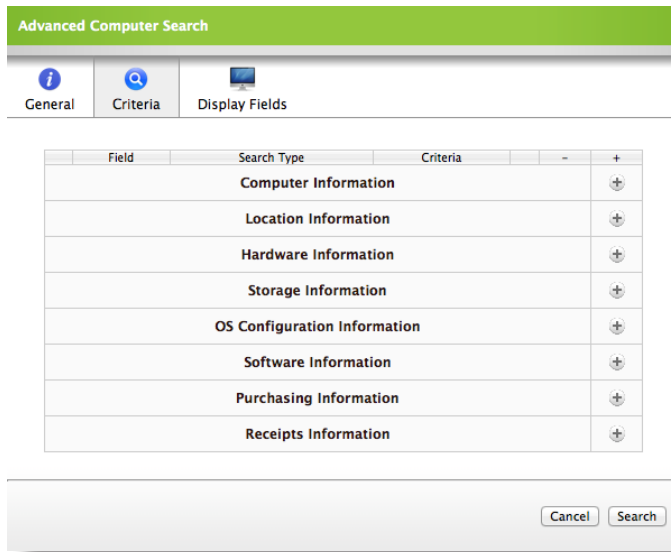 Advanced Computer Search
General Criteria Display Fields
Field Search Type Criteria - +
Computer Information +
Location Information +
Hardware Information +
Storage Information +
OS Configuration Information +
Software Information +
Purchasing Information +
Receipts Information +
Cancel Search